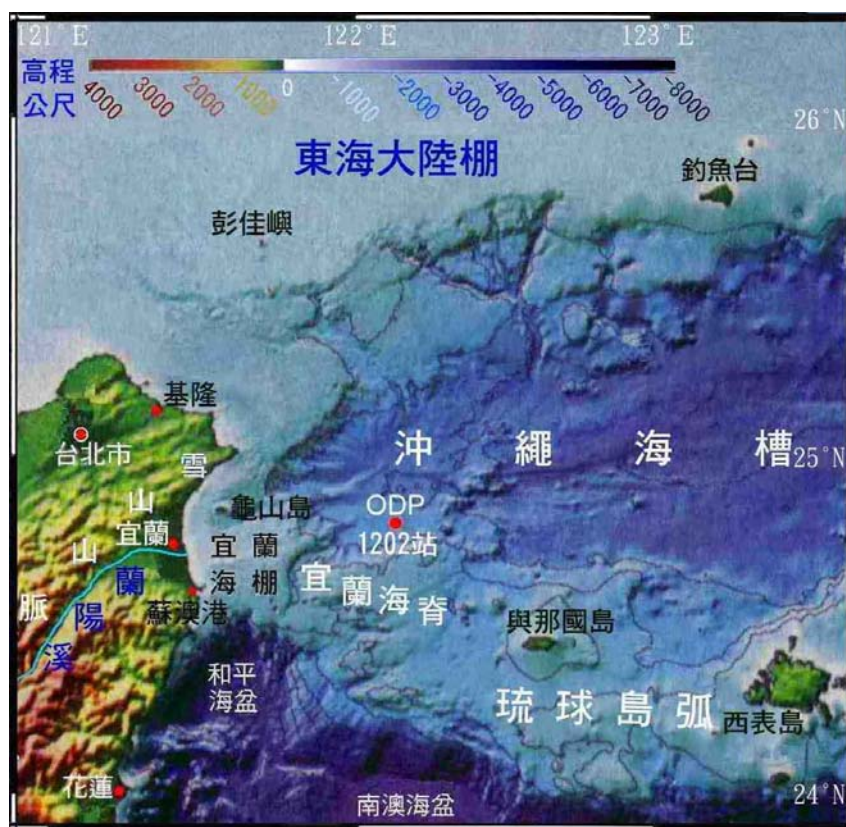 121°E 122°E 123°E
高程
公尺
4000 3000 2000 1000 0 -1000 -2000 -3000 -4000 -5000 -6000 -7000 -8000
26°N
東海大陸棚
釣魚台
彭佳嶼
基隆
台北市
沖繩海槽
25°N
雪山山脈
龜山島
ODP
1202站
宜蘭
宜蘭
海棚
宜蘭海脊
蘭陽溪
蘇澳港
與那國島
和平
海盆
琉球島弧
西表島
花蓮
南澳海盆
24°N